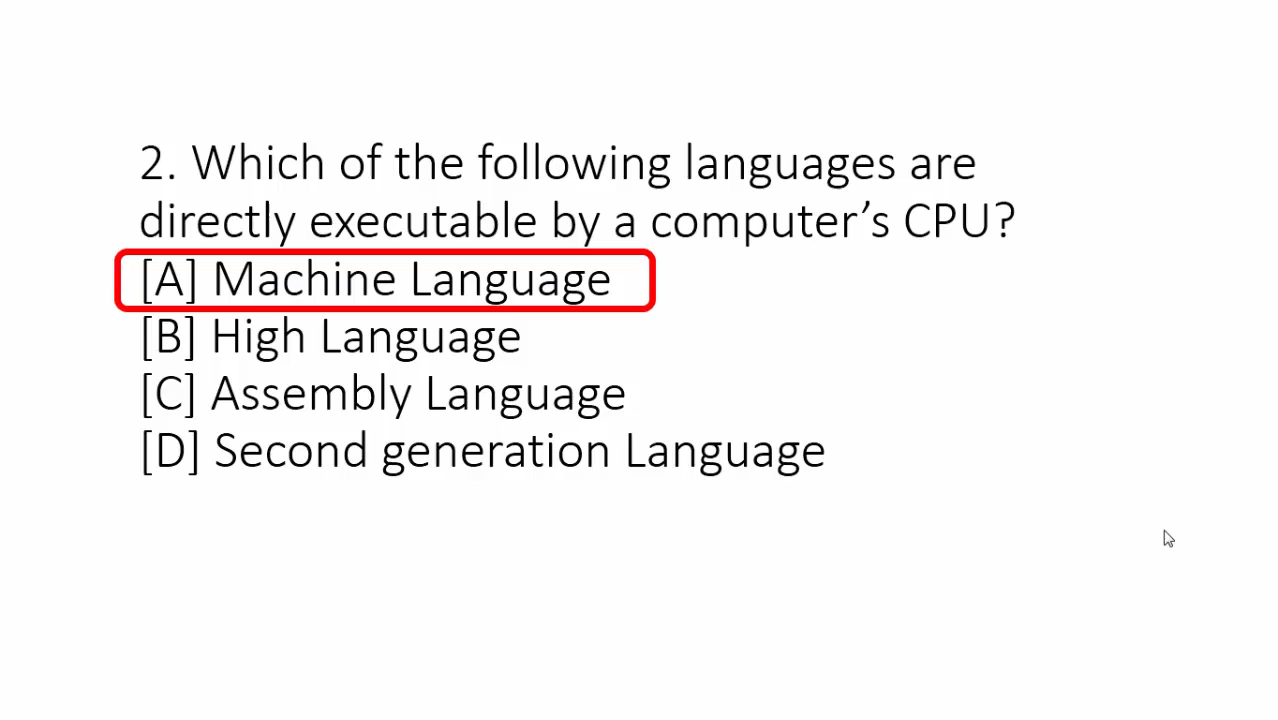 2. Which of the following languages are
directly executable by a computer’s CPU?
[A] Machine Language
[B] High Language
[C] Assembly Language
[D] Second generation Language